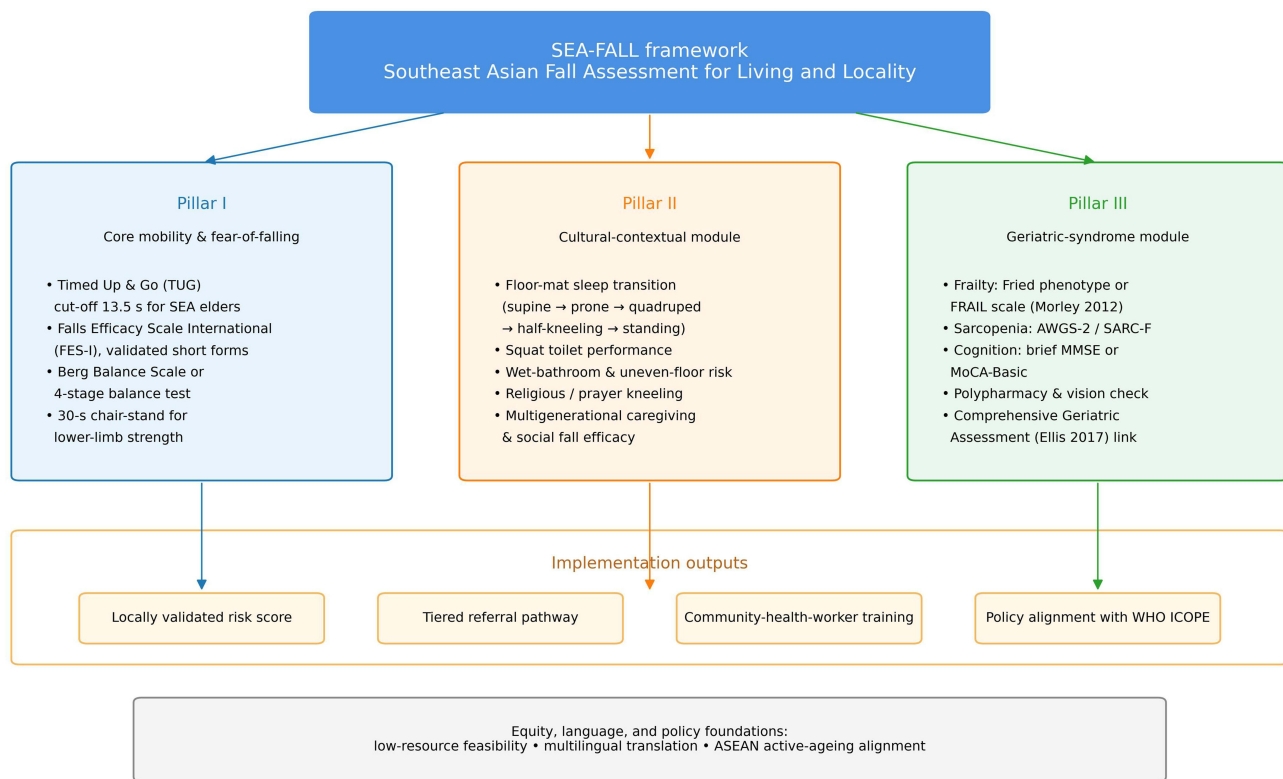 SEA-FALL framework
Southeast Asian Fall Assessment for Living and Locality
Pillar I
Core mobility & fear-of-falling
• Timed Up & Go (TUG)
cut-off 13.5 s for SEA elders
• Falls Efficacy Scale International
(FES-I), validated short forms
• Berg Balance Scale or
4-stage balance test
• 30-s chair-stand for
lower-limb strength
Pillar II
Cultural-contextual module
• Floor-mat sleep transition
(supine → prone → quadruped
→ half-kneeling → standing)
• Squat toilet performance
• Wet-bathroom & uneven-floor risk
• Religious / prayer kneeling
• Multigenerational caregiving
& social fall efficacy
Pillar III
Geriatric-syndrome module
• Frailty: Fried phenotype or
FRAIL scale (Morley 2012)
• Sarcopenia: AWGS-2 / SARC-F
• Cognition: brief MMSE or
MoCA-Basic
• Polypharmacy & vision check
• Comprehensive Geriatric
Assessment (Ellis 2017) link
Implementation outputs
Locally validated risk score
Tiered referral pathway
Community-health-worker training
Policy alignment with WHO ICOPE
Equity, language, and policy foundations:
low-resource feasibility • multilingual translation • ASEAN active-ageing alignment